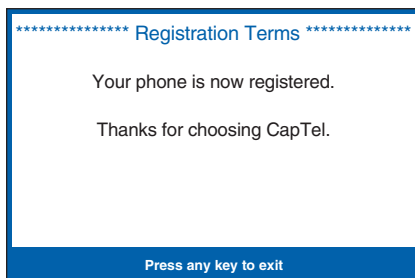 *************** Registration Terms **************
Your phone is now registered.
Thanks for choosing CapTel.
Press any key to exit